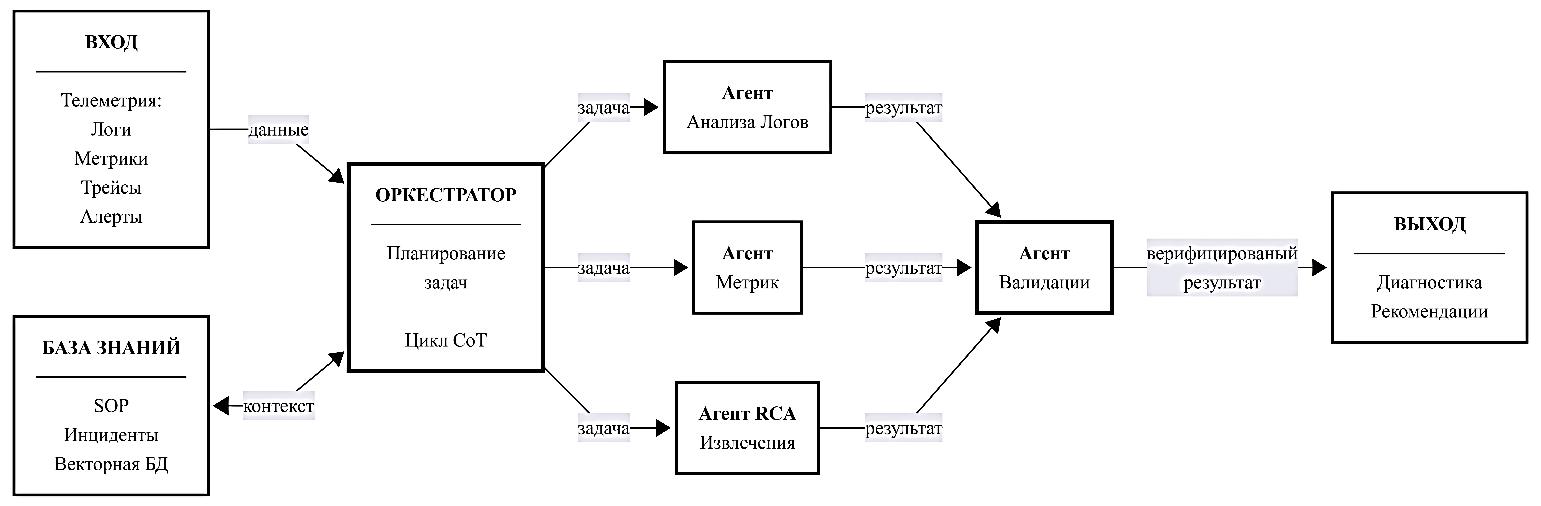 ВХОД
Телеметрия:
Логи
Метрики
Трейсы
Алерты
данные
БАЗА ЗНАНИЙ
SOP
Инциденты
Векторная БД
контекст
ОРКЕСТРАТОР
Планирование
задач
Цикл CoT
задача
Агент
Анализа Логов
результат
задача
Агент
Метрик
результат
задача
Агент RCA
Извлечения
результат
Агент
Валидации
верифицированый
результат
ВЫХОД
Диагностика
Рекомендации